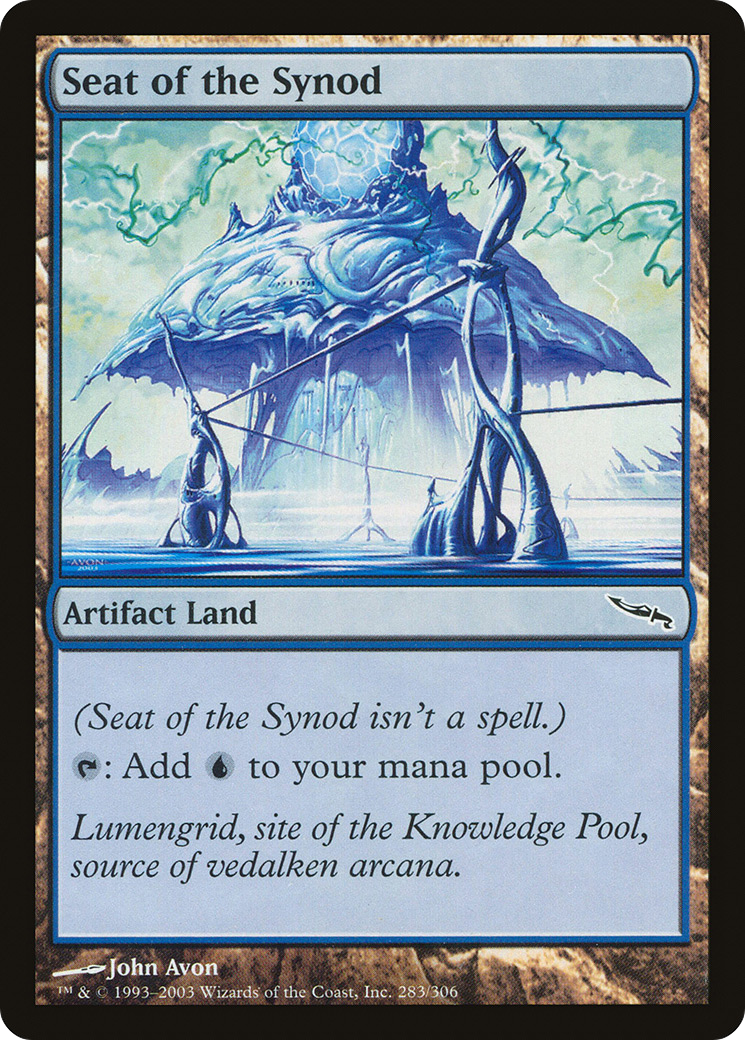 Seat of the Synod
AVON
2003
Artifact Land
(Seat of the Synod isn't a spell.)
: Add to your mana pool.
Lumengrid, site of the Knowledge Pool,
source of vedalken arcana.
John Avon
™ & © 1993–2003 Wizards of the Coast, Inc. 283/306